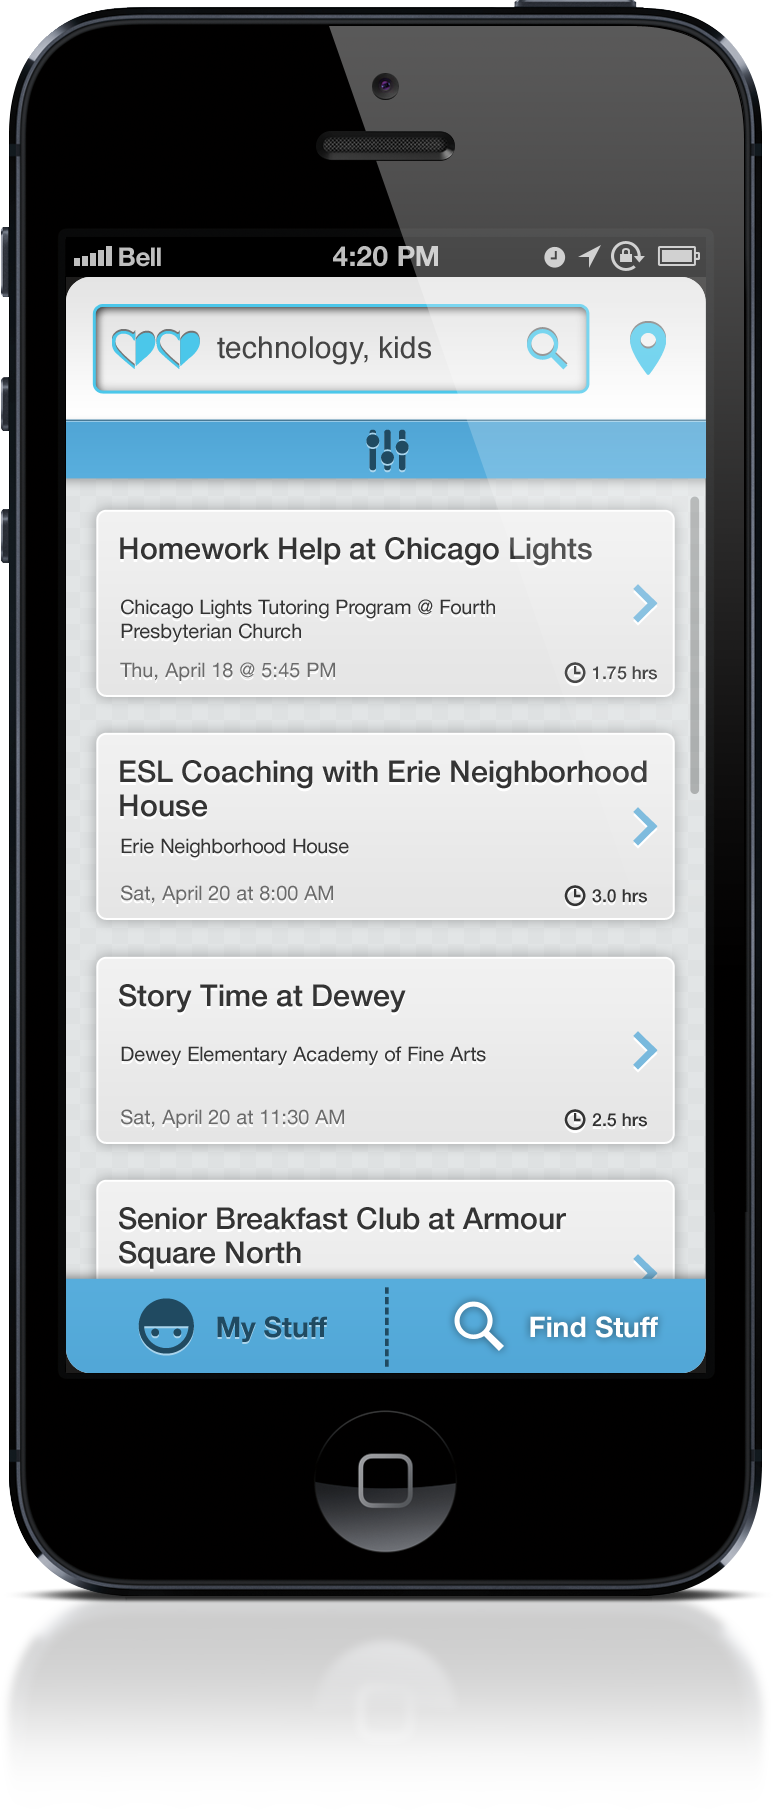 Bell 4:20 PM
technology, kids
Homework Help at Chicago Lights
Chicago Lights Tutoring Program @ Fourth
Presbyterian Church
Thu, April 18 @ 5:45 PM 1.75 hrs
ESL Coaching with Erie Neighborhood
House
Erie Neighborhood House
Sat, April 20 at 8:00 AM 3.0 hrs
Story Time at Dewey
Dewey Elementary Academy of Fine Arts
Sat, April 20 at 11:30 AM 2.5 hrs
Senior Breakfast Club at Armour
Square North
My Stuff Find Stuff